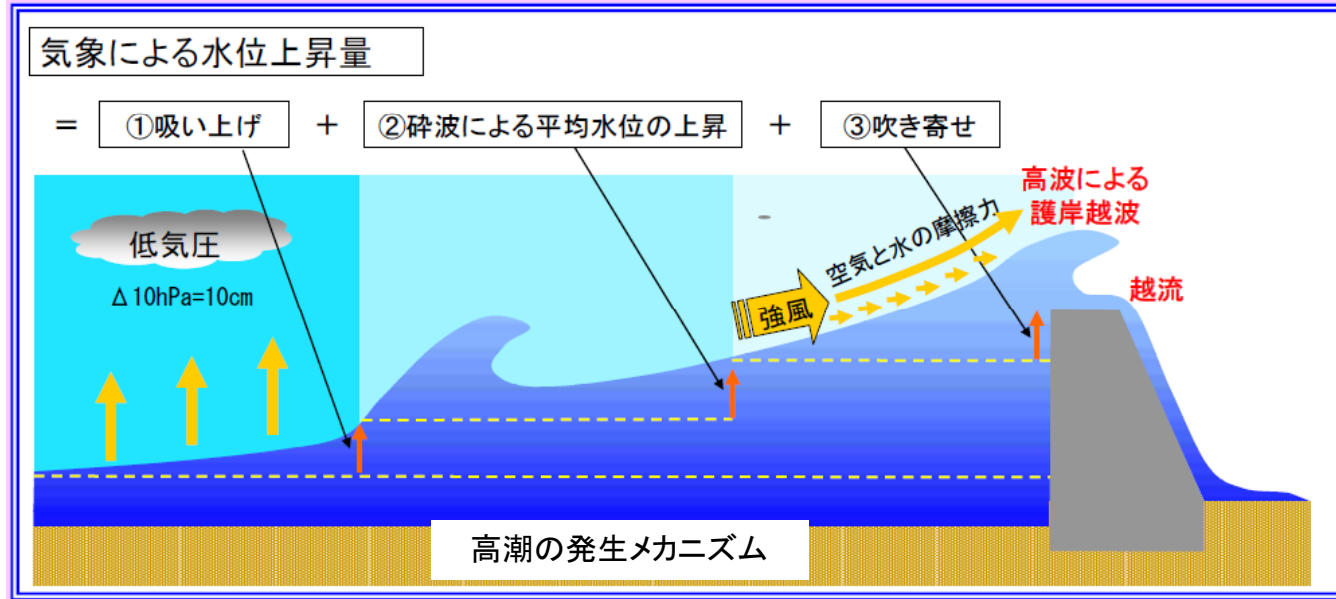 気象による水位上昇量
= ①吸い上げ + ②砕波による平均水位の上昇 + ③吹き寄せ
高波による
護岸越波
空気と水の摩擦力
低気圧
Δ10hPa=10cm
強風
越流
高潮の発生メカニズム